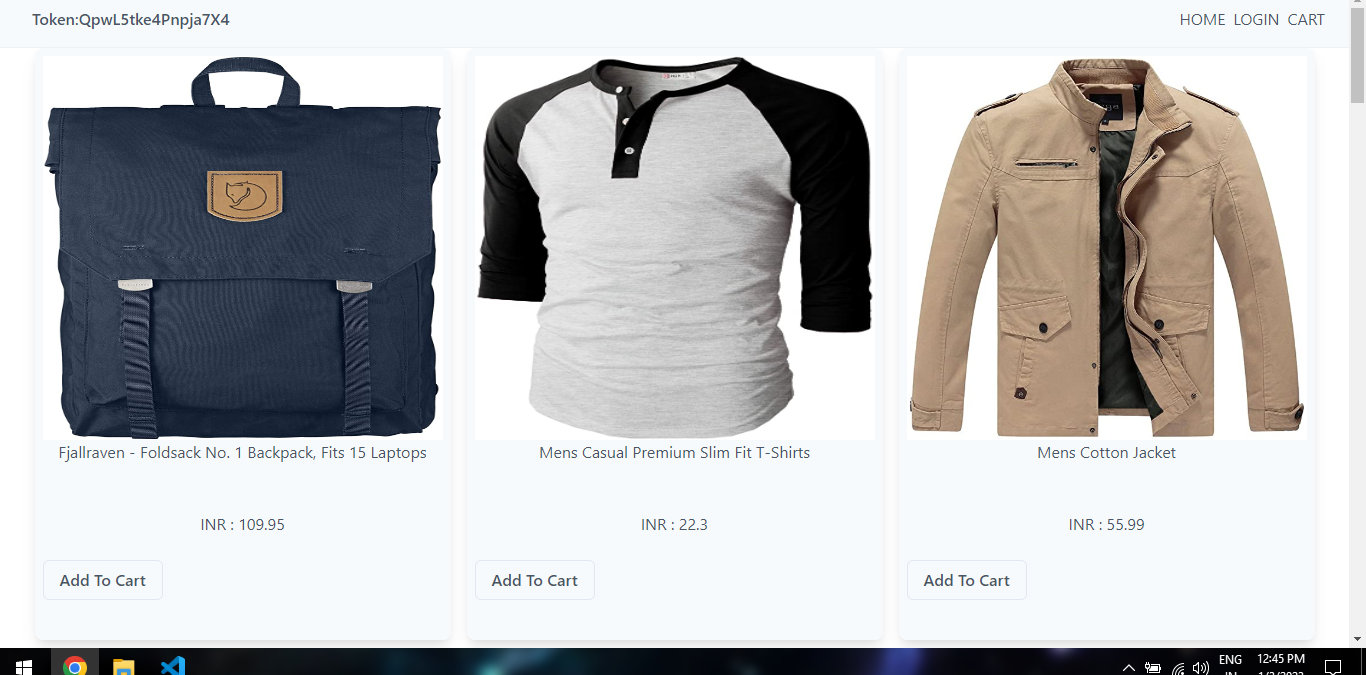 Token:QpwL5tke4Pnpja7X4
HOME LOGIN CART
Fjallraven - Foldsack No. 1 Backpack, Fits 15 Laptops
Mens Casual Premium Slim Fit T-Shirts
Mens Cotton Jacket
INR : 109.95
INR : 22.3
INR : 55.99
Add To Cart
Add To Cart
Add To Cart
ENG
12:45 PM